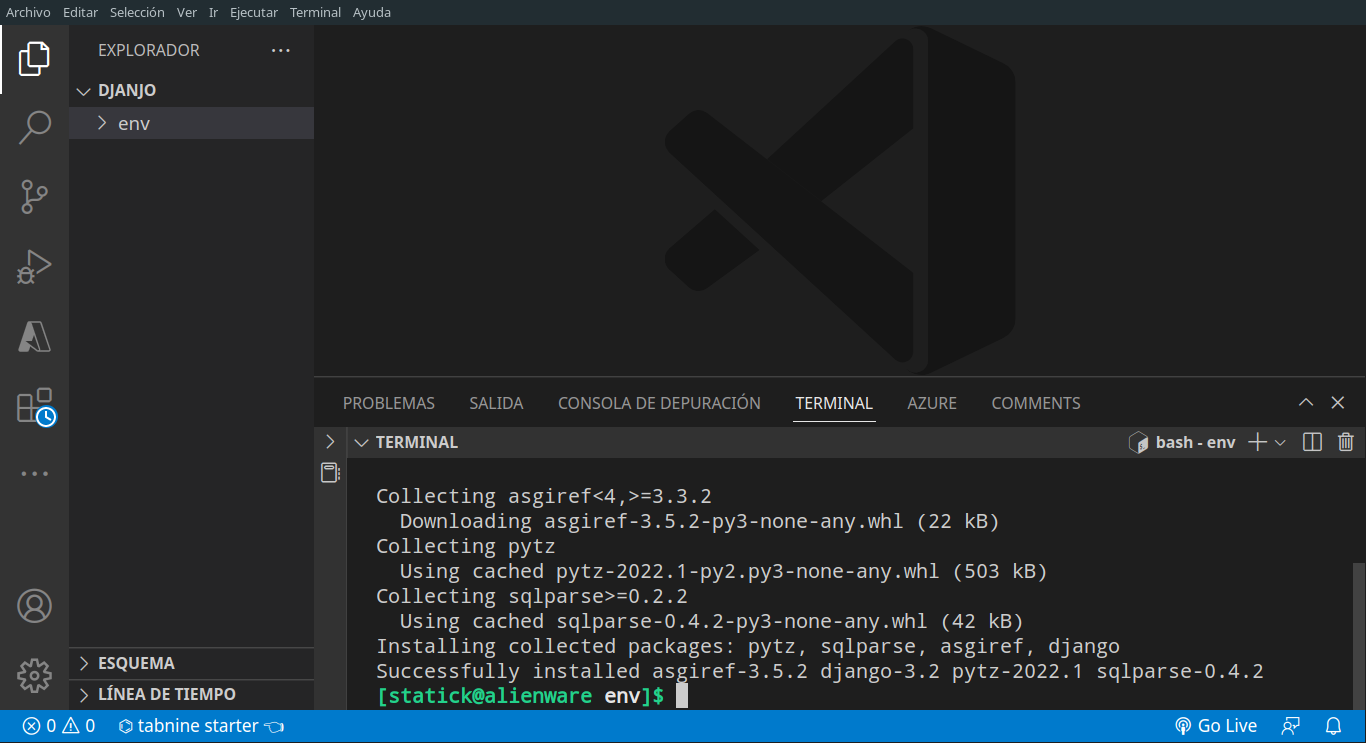 Archivo Editar Selección Ver Ir Ejecutar Terminal Ayuda
EXPLORADOR
DJANJO
env
ESQUEMA
LÍNEA DE TIEMPO
PROBLEMAS SALIDA CONSOLA DE DEPURACIÓN TERMINAL AZURE COMMENTS
TERMINAL bash - env
Collecting asgiref<4,>=3.3.2
Downloading asgiref-3.5.2-py3-none-any.whl (22 kB)
Collecting pytz
Using cached pytz-2022.1-py2.py3-none-any.whl (503 kB)
Collecting sqlparse>=0.2.2
Using cached sqlparse-0.4.2-py3-none-any.whl (42 kB)
Installing collected packages: pytz, sqlparse, asgiref, django
Successfully installed asgiref-3.5.2 django-3.2 pytz-2022.1 sqlparse-0.4.2
[statick@alienware env]$
0 0 tabnine starter Go Live